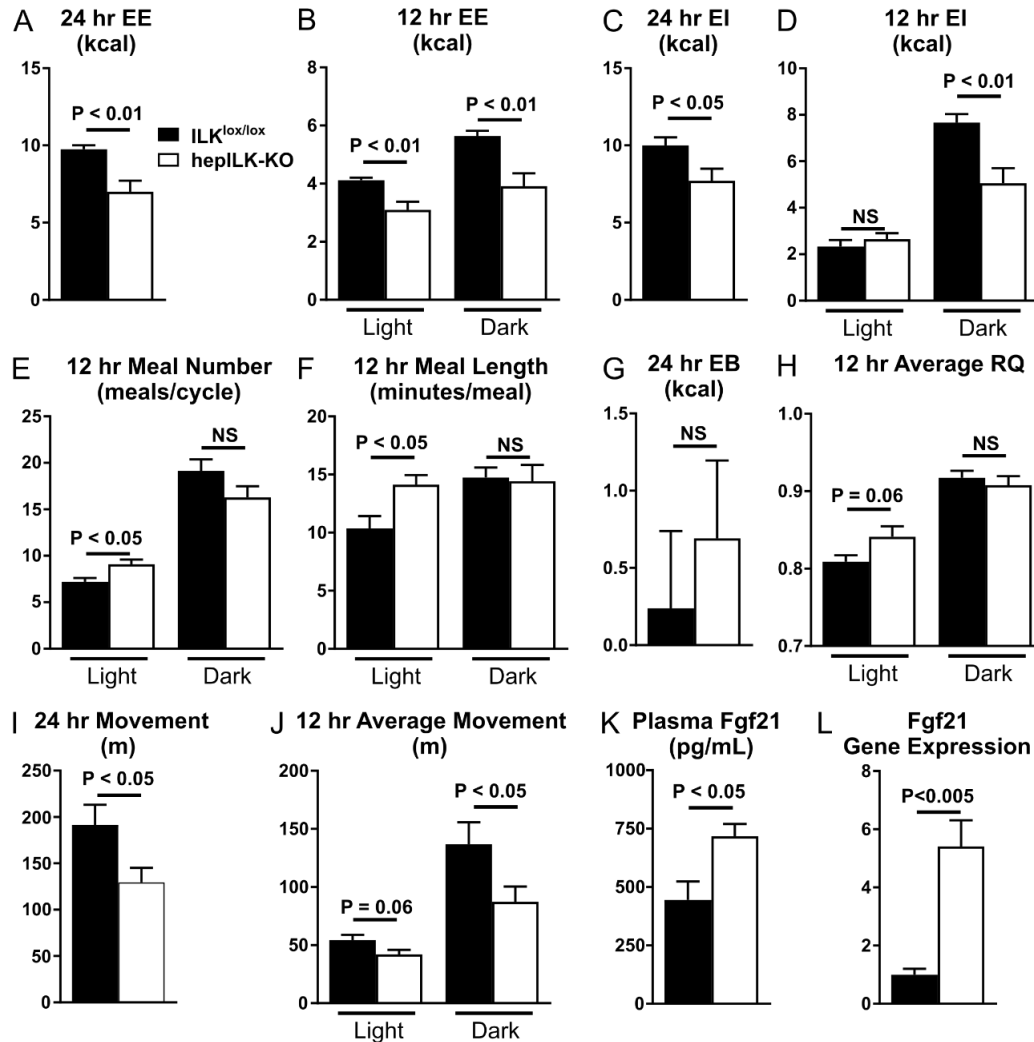 A 24 hr EE
(kcal)
15
10
5
0
P < 0.01
ILK^lox/lox
hepILK-KO
B 12 hr EE
(kcal)
8
6
4
2
0
P < 0.01
P < 0.01
Light Dark
C 24 hr EI
(kcal)
15
10
5
0
P < 0.05
D 12 hr EI
(kcal)
10
8
6
4
2
0
NS
P < 0.01
Light Dark
E 12 hr Meal Number
(meals/cycle)
25
20
15
10
5
0
P < 0.05
NS
Light Dark
F 12 hr Meal Length
(minutes/meal)
20
15
10
5
0
P < 0.05
NS
Light Dark
G 24 hr EB
(kcal)
1.5
1.0
0.5
0.0
NS
H 12 hr Average RQ
1.0
0.9
0.8
0.7
P = 0.06
NS
Light Dark
I 24 hr Movement
(m)
250
200
150
100
50
0
P < 0.05
J 12 hr Average Movement
(m)
200
150
100
50
0
P = 0.06
P < 0.05
Light Dark
K Plasma Fgf21
(pg/mL)
1000
750
500
250
0
P < 0.05
L Fgf21
Gene Expression
8
6
4
2
0
P<0.005